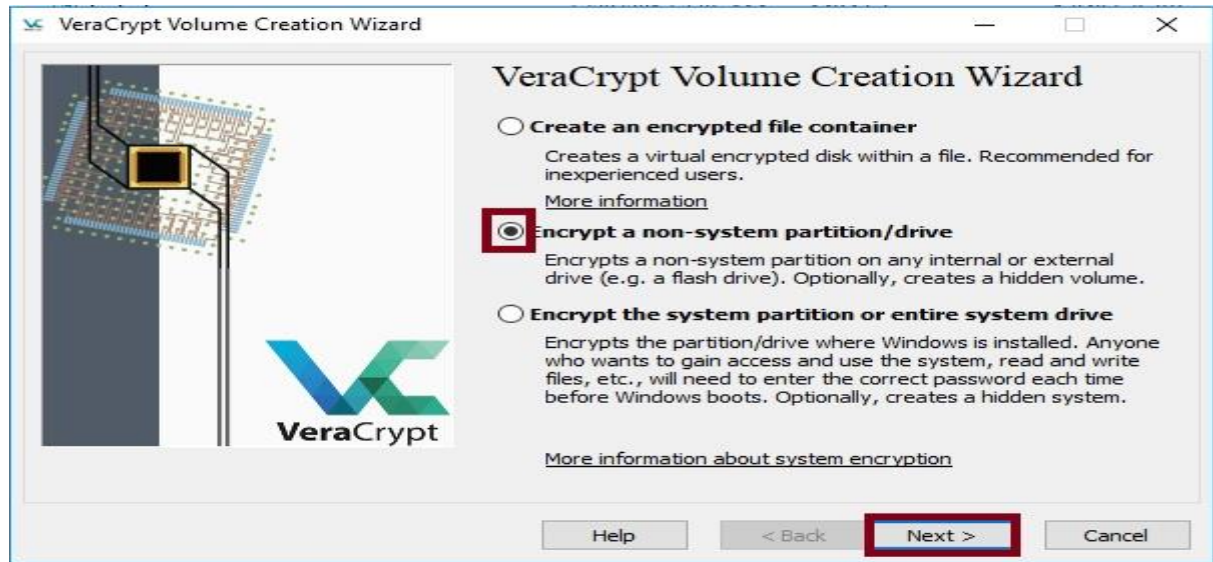 VeraCrypt Volume Creation Wizard
VeraCrypt Volume Creation Wizard
Create an encrypted file container
Creates a virtual encrypted disk within a file. Recommended for
inexperienced users.
More information
Encrypt a non-system partition/drive
Encrypts a non-system partition on any internal or external
drive (e.g. a flash drive). Optionally, creates a hidden volume.
Encrypt the system partition or entire system drive
Encrypts the partition/drive where Windows is installed. Anyone
who wants to gain access and use the system, read and write
files, etc., will need to enter the correct password each time
before Windows boots. Optionally, creates a hidden system.
VeraCrypt
More information about system encryption
Help
< Back
Next >
Cancel